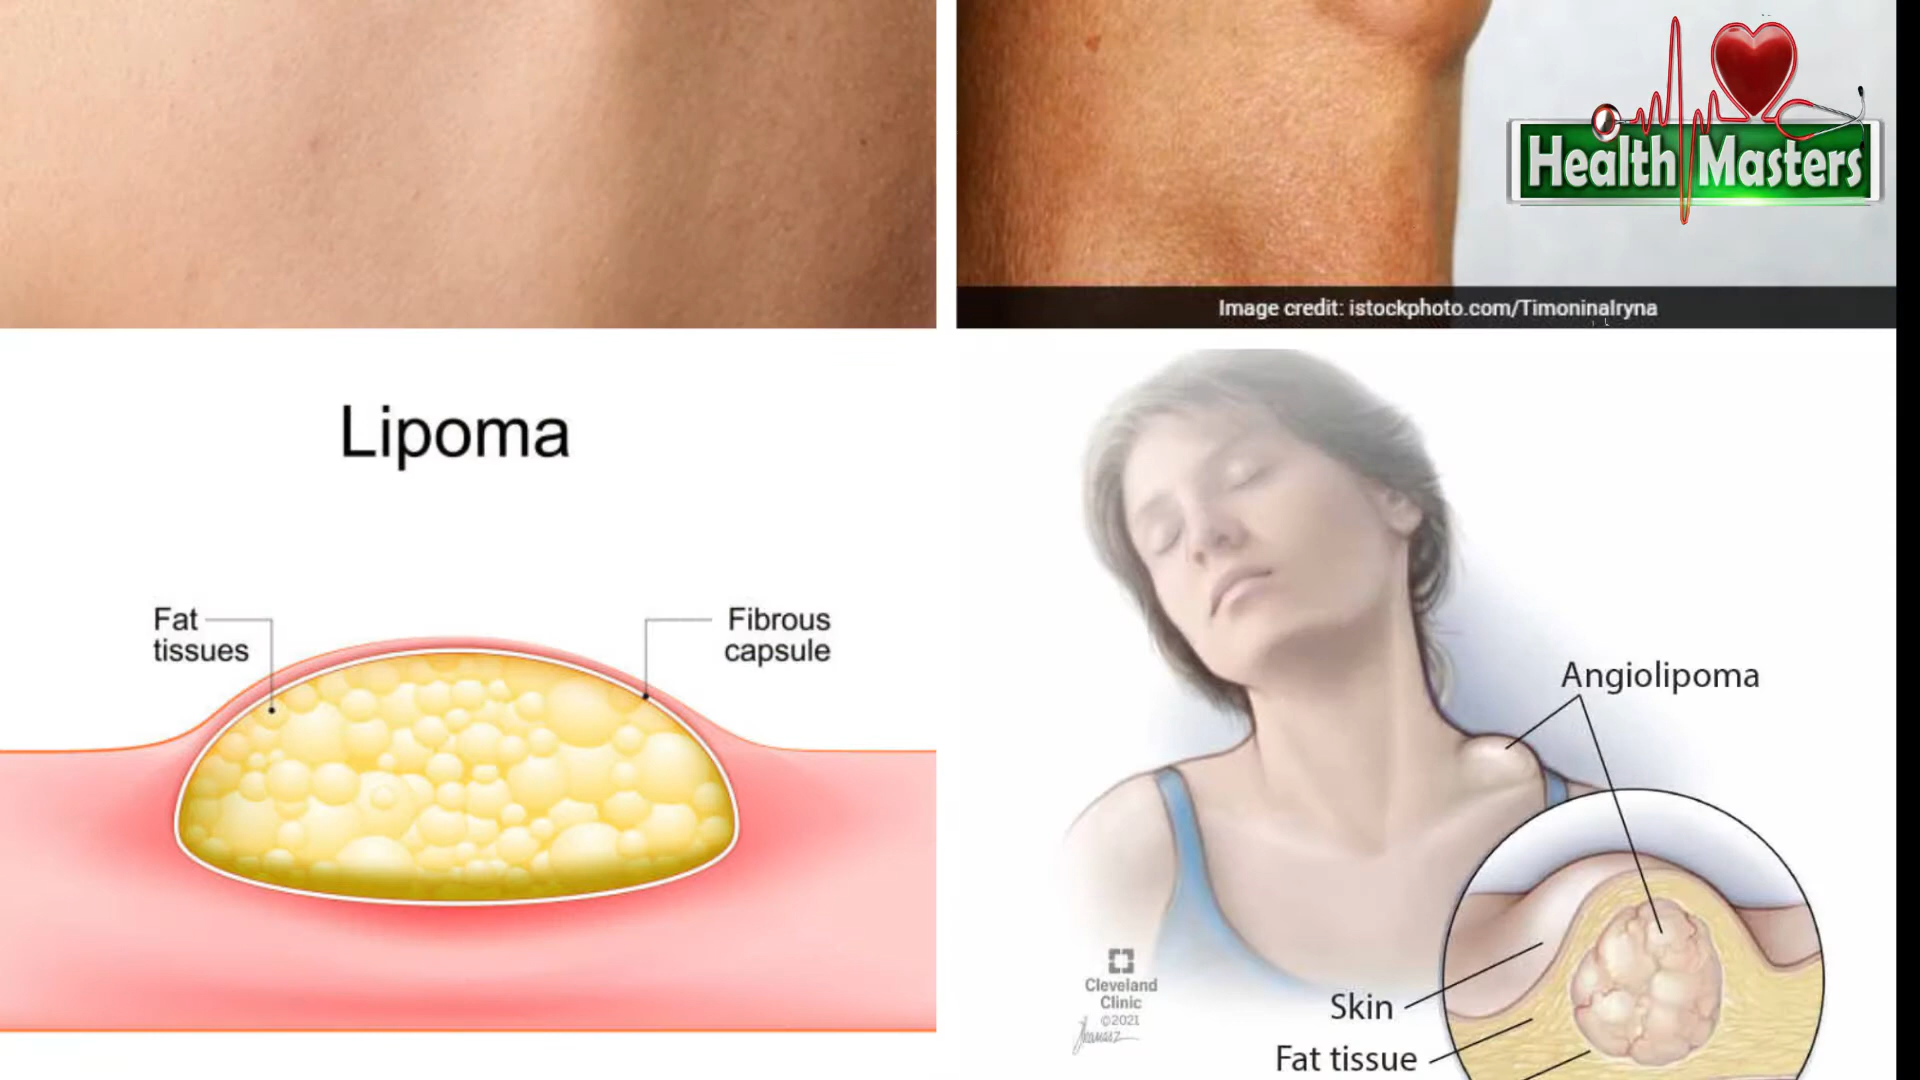 Health Masters
Image credit: istockphoto.com/TimoninaIryna
Lipoma
Fat
tissues
Fibrous
capsule
Angiolipoma
Skin
Fat tissue
Cleveland
Clinic
©2021